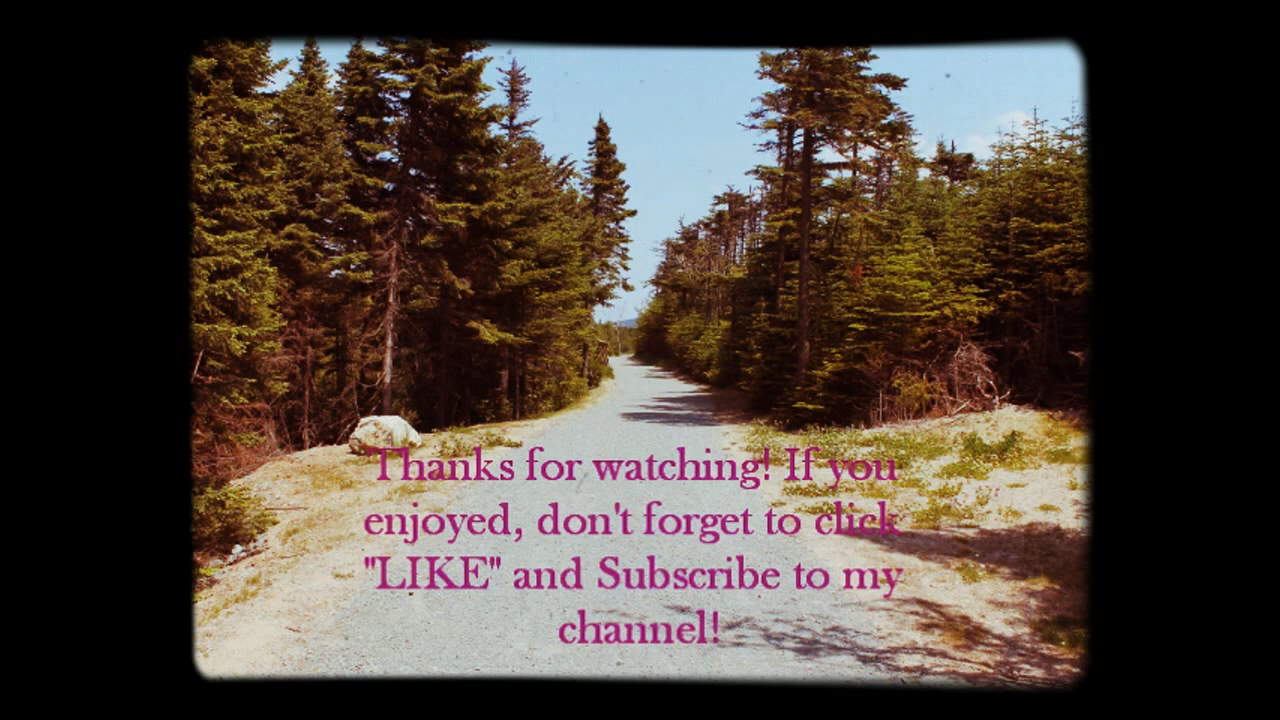 Thanks for watching! If you
enjoyed, don't forget to click
"LIKE" and Subscribe to my
channel!